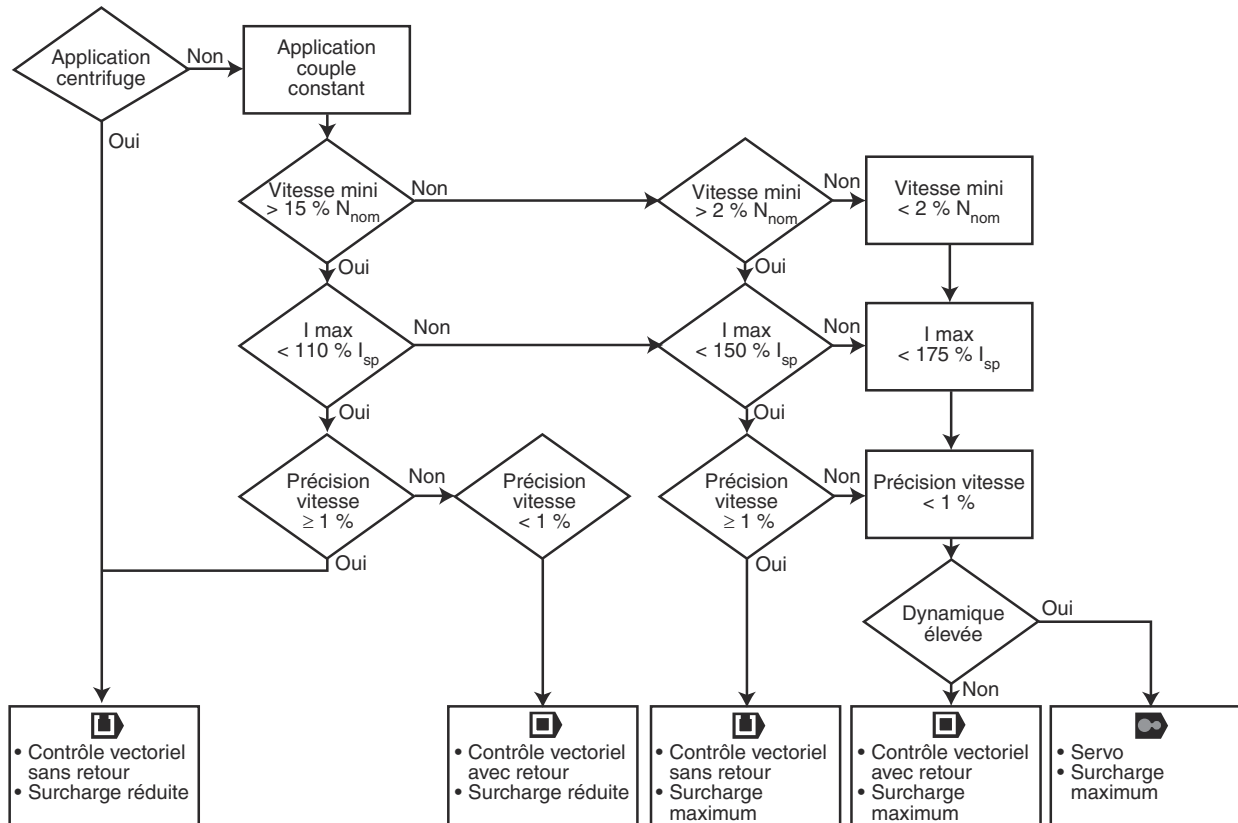 Application
centrifuge
Non
Application
couple
constant
Oui
Vitesse mini
> 15 % Nnom
Non
Vitesse mini
> 2 % Nnom
Non
Vitesse mini
< 2 % Nnom
Oui
Oui
I max
< 110 % Isp
Non
I max
< 150 % Isp
Non
I max
< 175 % Isp
Oui
Oui
Précision
vitesse
≥ 1 %
Non
Précision
vitesse
< 1 %
Précision
vitesse
≥ 1 %
Non
Précision vitesse
< 1 %
Oui
Oui
Dynamique
élevée
Oui
Non
• Contrôle vectoriel
sans retour
• Surcharge réduite
• Contrôle vectoriel
avec retour
• Surcharge réduite
• Contrôle vectoriel
sans retour
• Surcharge
maximum
• Contrôle vectoriel
avec retour
• Surcharge
maximum
• Servo
• Surcharge
maximum